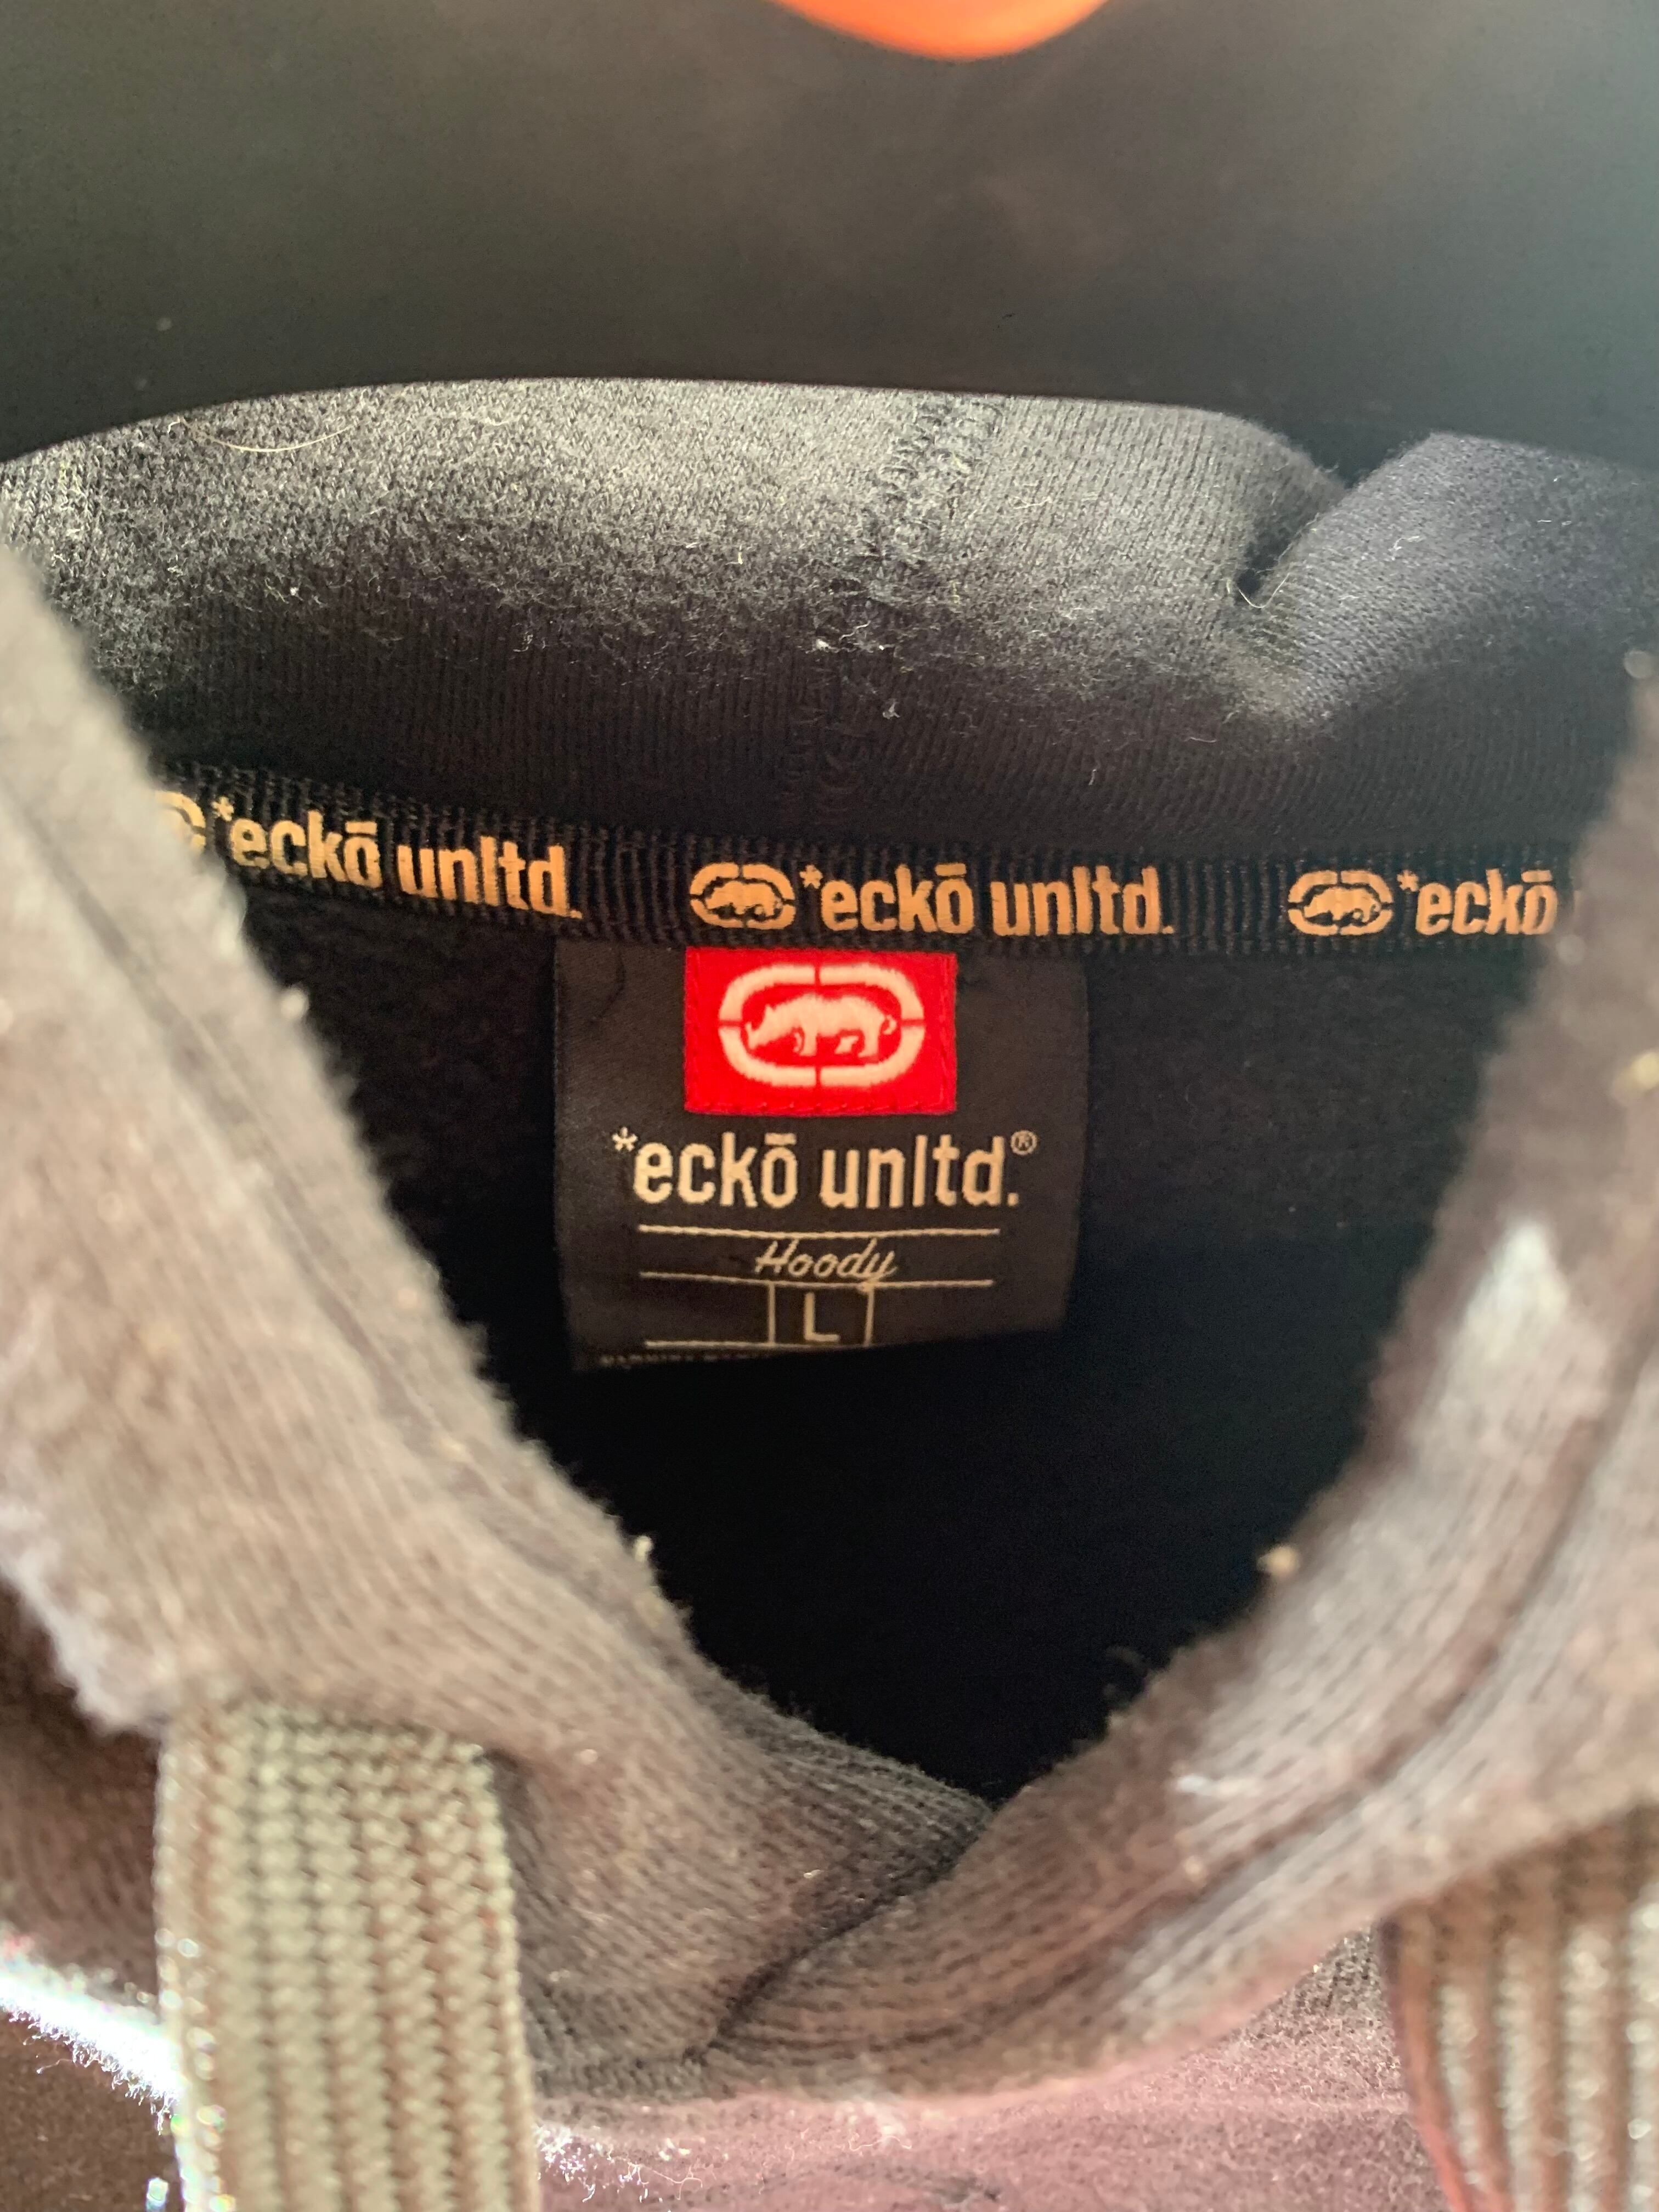 *eckō unltd. *eckō unltd. *eckō
*eckō unltd.®
Hoody
L